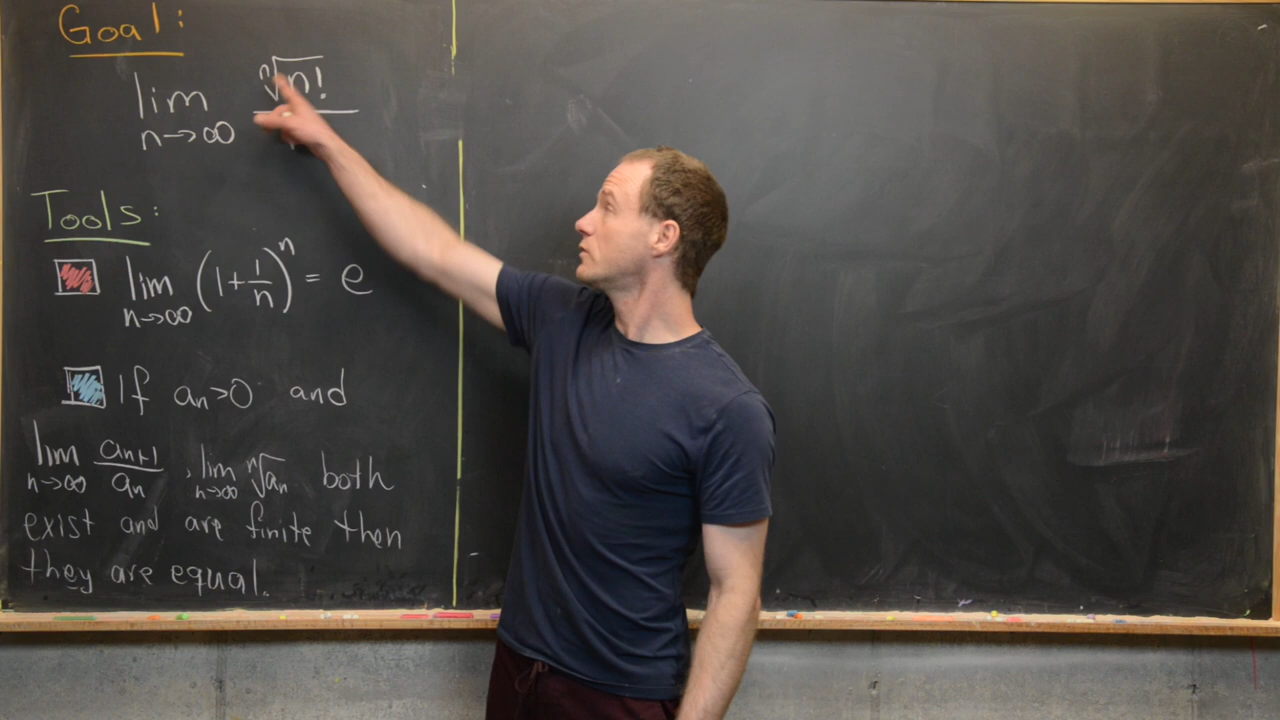 Goal:
lim n→∞ ⁿ√n!
Tools:
lim n→∞ (1+1/n)ⁿ = e
If aₙ>0 and
lim n→∞ aₙ₊₁/aₙ , lim n→∞ ⁿ√aₙ both
exist and are finite then
they are equal.